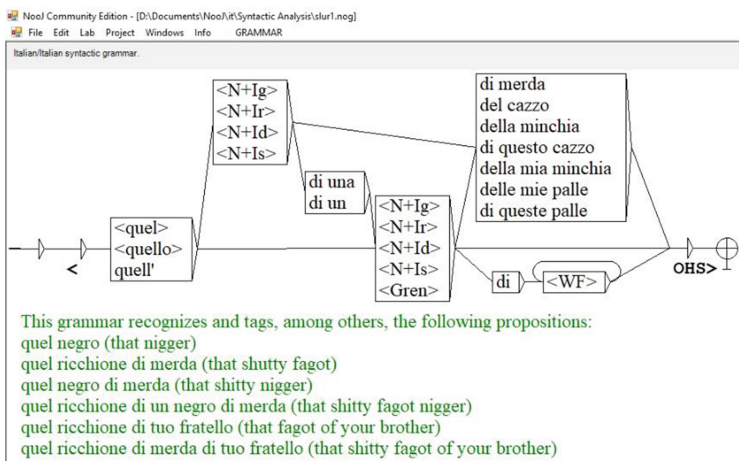 NooJ Community Edition - [D:\Documents\NooJ\it\Syntactic Analysis\slur1.nog]
File Edit Lab Project Windows Info GRAMMAR
Italian/Italian syntactic grammar.
<N+Ig>
<N+Ir>
<N+Id>
<N+Is>
di merda
del cazzo
della minchia
di questo cazzo
della mia minchia
delle mie palle
di queste palle
di una
di un
<N+Ig>
<N+Ir>
<N+Id>
<N+Is>
<Gren>
<quel>
<quello>
quell'
<
di
<WF>
OHS>
This grammar recognizes and tags, among others, the following propositions:
quel negro (that nigger)
quel ricchione di merda (that shutty fagot)
quel negro di merda (that shitty nigger)
quel ricchione di un negro di merda (that shitty fagot nigger)
quel ricchione di tuo fratello (that fagot of your brother)
quel ricchione di merda di tuo fratello (that shitty fagot of your brother)